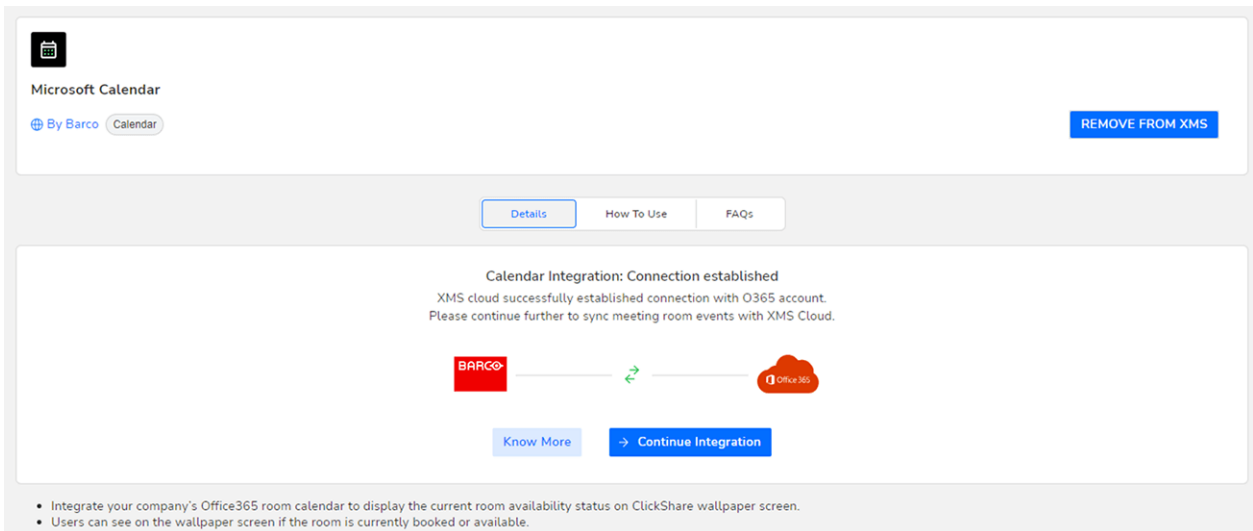 Microsoft Calendar
By Barco Calendar
REMOVE FROM XMS
Details How To Use FAQs
Calendar Integration: Connection established
XMS cloud successfully established connection with O365 account.
Please continue further to sync meeting room events with XMS Cloud.
BARCO
Office 365
Know More → Continue Integration
• Integrate your company's Office365 room calendar to display the current room availability status on ClickShare wallpaper screen.
• Users can see on the wallpaper screen if the room is currently booked or available.